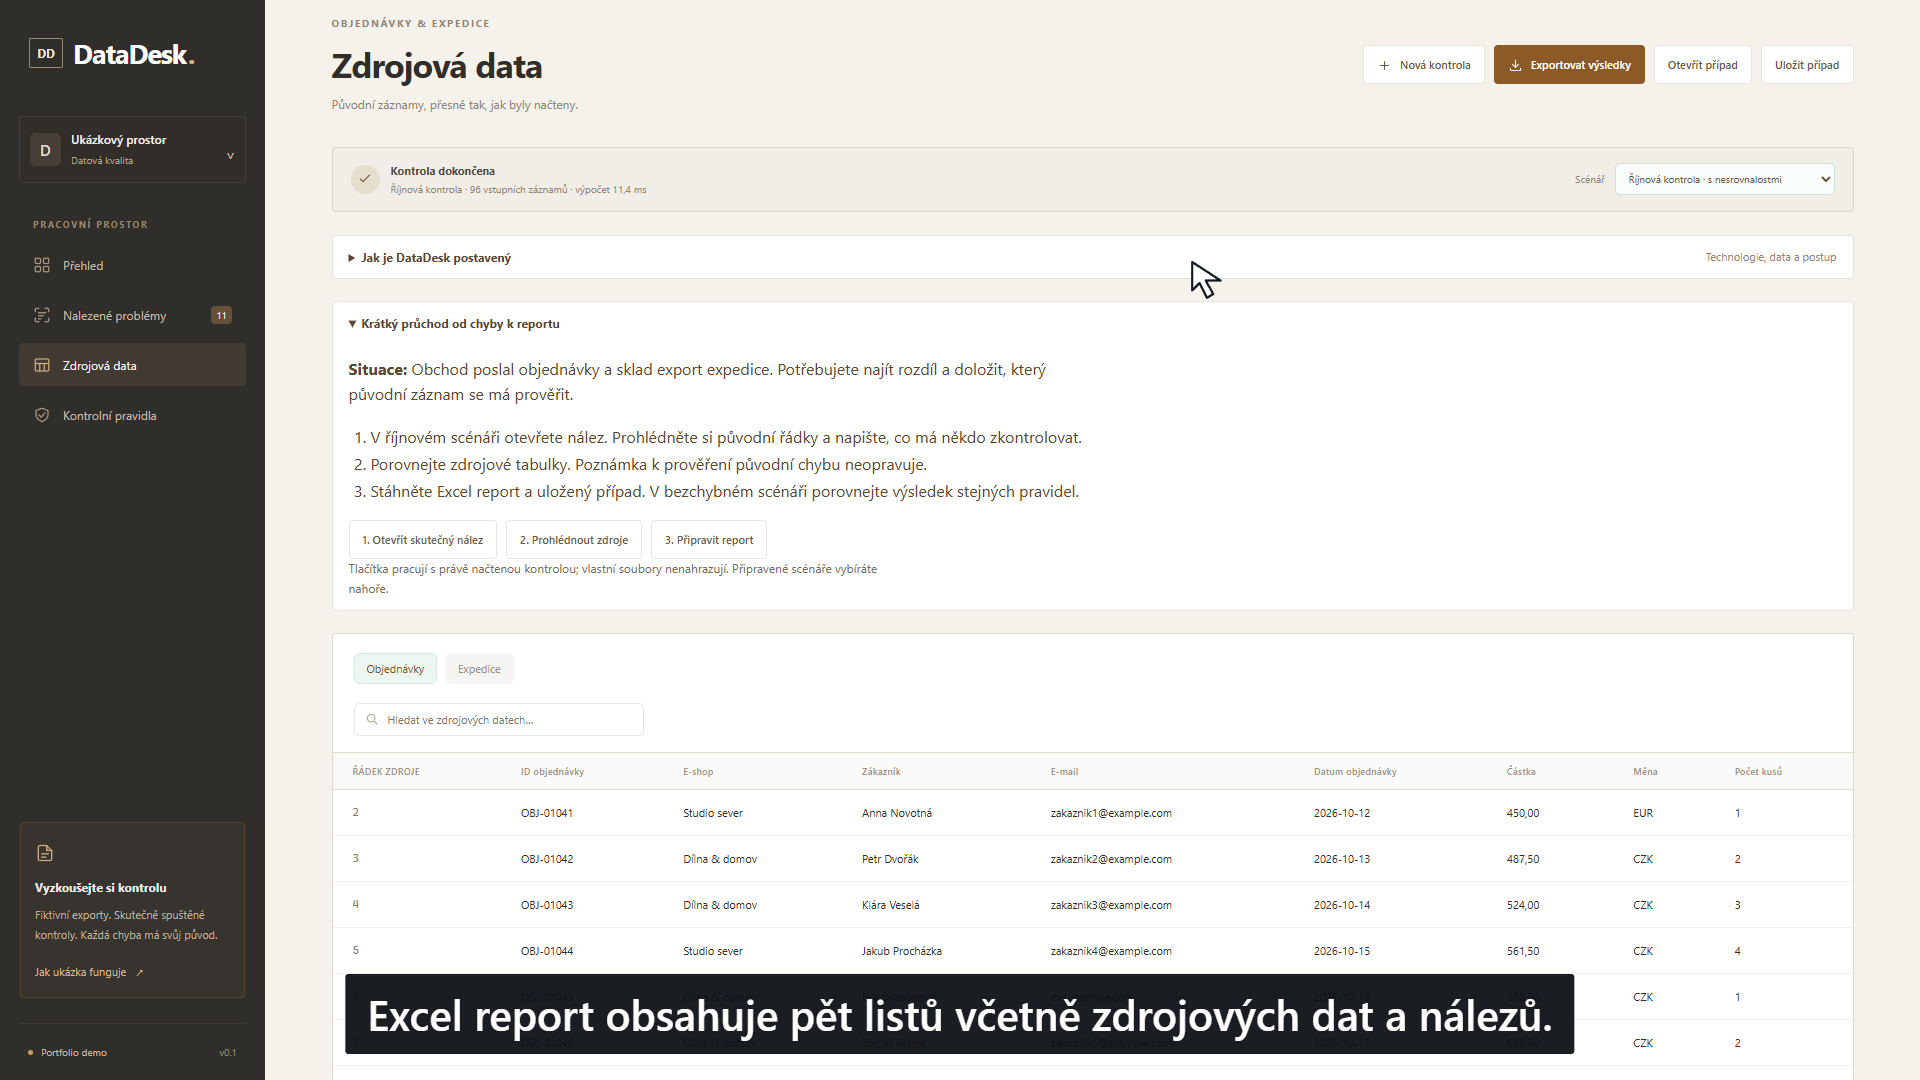 DD DataDesk.
D Ukázkový prostor
Datová kvalita
v
PRACOVNÍ PROSTOR
Přehled
Nalezené problémy 11
Zdrojová data
Kontrolní pravidla
Vyzkoušejte si kontrolu
Fiktivní exporty. Skutečně spuštěné
kontroly. Každá chyba má svůj původ.
Jak ukázka funguje ↗
Portfolio demo v0.1
OBJEDNÁVKY & EXPEDICE
Zdrojová data
Původní záznamy, přesně tak, jak byly načteny.
+ Nová kontrola Exportovat výsledky Otevřít případ Uložit případ
Kontrola dokončena
Říjnová kontrola · 96 vstupních záznamů · výpočet 11,4 ms
Scénář Říjnová kontrola · s nesrovnalostmi
Jak je DataDesk postavený Technologie, data a postup
Krátký průchod od chyby k reportu
Situace: Obchod poslal objednávky a sklad export expedice. Potřebujete najít rozdíl a doložit, který
původní záznam se má prověřit.
1. V říjnovém scénáři otevřete nález. Prohlédněte si původní řádky a napište, co má někdo zkontrolovat.
2. Porovnejte zdrojové tabulky. Poznámka k prověření původní chybu neopravuje.
3. Stáhněte Excel report a uložený případ. V bezchybném scénáři porovnejte výsledek stejných pravidel.
1. Otevřít skutečný nález 2. Prohlédnout zdroje 3. Připravit report
Tlačítka pracují s právě načtenou kontrolou; vlastní soubory nenahrazují. Připravené scénáře vybíráte
nahoře.
Objednávky Expedice
Hledat ve zdrojových datech...
ŘÁDEK ZDROJE ID objednávky E-shop Zákazník E-mail Datum objednávky Částka Měna Počet kusů
2 OBJ-01041 Studio sever Anna Novotná zakaznik1@example.com 2026-10-12 450,00 EUR 1
3 OBJ-01042 Dílna & domov Petr Dvořák zakaznik2@example.com 2026-10-13 487,50 CZK 2
4 OBJ-01043 Dílna & domov Klára Veselá zakaznik3@example.com 2026-10-14 524,00 CZK 3
5 OBJ-01044 Studio sever Jakub Procházka zakaznik4@example.com 2026-10-15 561,50 CZK 4
CZK 1
CZK 2
Excel report obsahuje pět listů včetně zdrojových dat a nálezů.